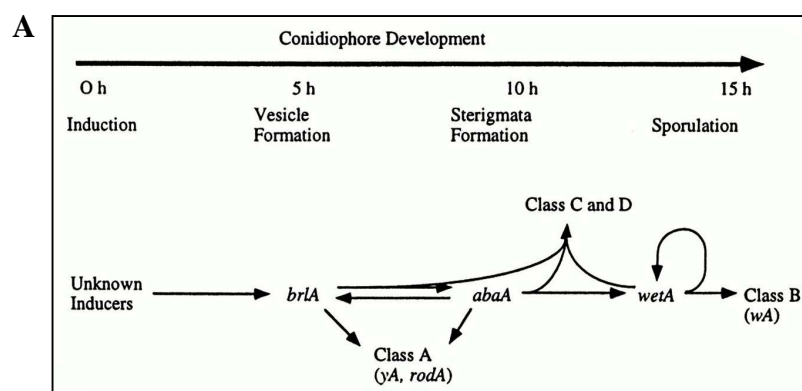 A
Conidiophore Development
O h
5 h
10 h
15 h
Induction
Vesicle
Formation
Sterigmata
Formation
Sporulation
Class C and D
Unknown
Inducers
brlA
abaA
wetA
Class B
(wA)
Class A
(yA, rodA)